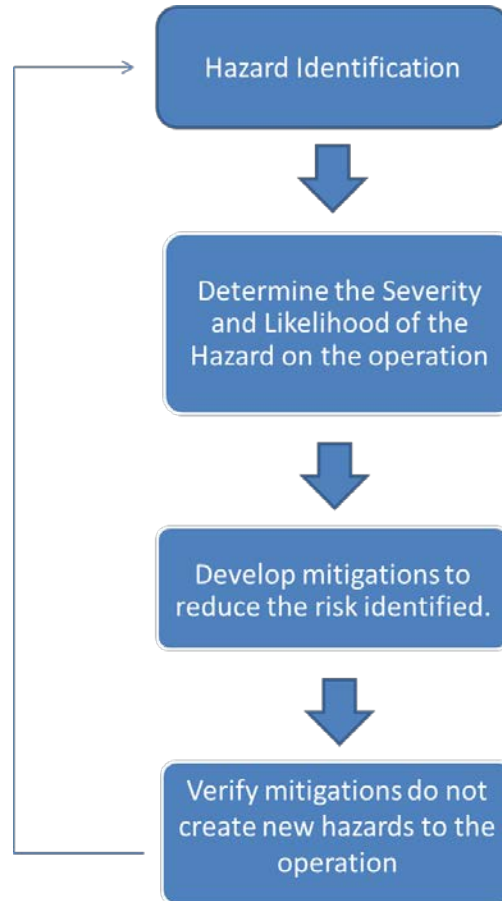 Hazard Identification
Determine the Severity
and Likelihood of the
Hazard on the operation
Develop mitigations to
reduce the risk identified.
Verify mitigations do not
create new hazards to the
operation